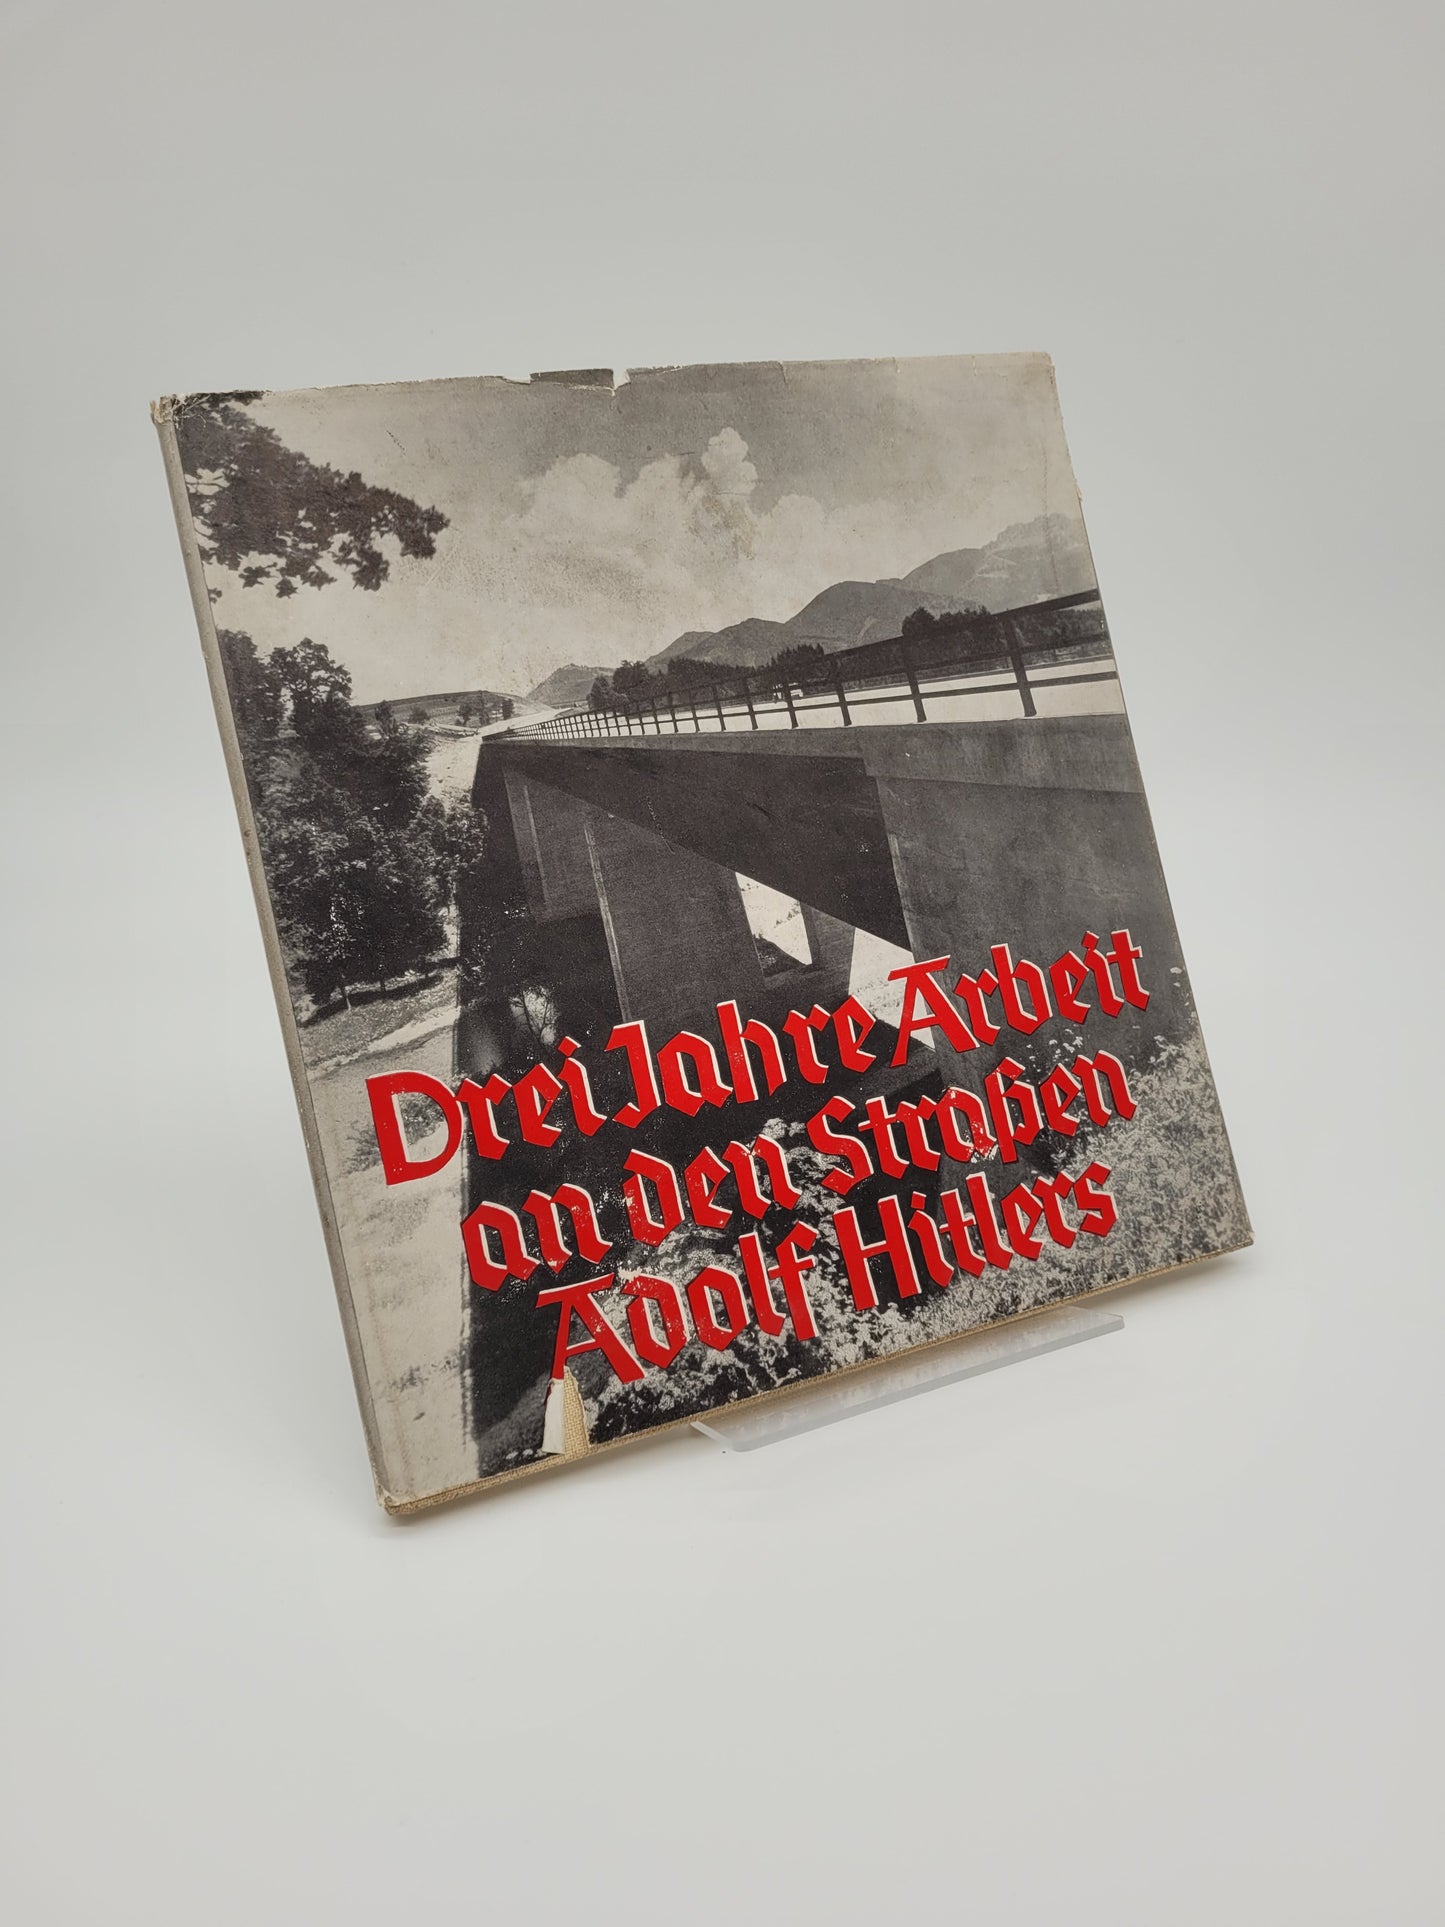 Drei Jahre Arbeit
an den Straßen
Adolf Hitlers